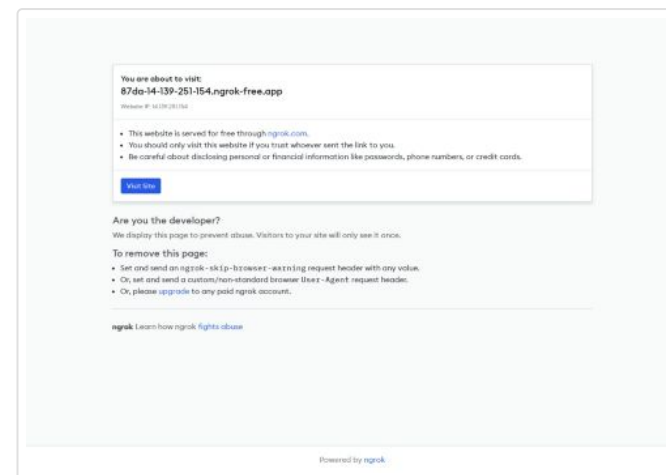 You are about to visit:
87da-14-139-251-154.ngrok-free.app
Website IP: 14.139.251.154
• This website is served for free through ngrok.com.
• You should only visit this website if you trust whoever sent the link to you.
• Be careful about disclosing personal or financial information like passwords, phone numbers, or credit cards.
Visit Site
Are you the developer?
We display this page to prevent abuse. Visitors to your site will only see it once.
To remove this page:
• Set and send an ngrok-skip-browser-warning request header with any value.
• Or, set and send a custom/non-standard browser User-Agent request header.
• Or, please upgrade to any paid ngrok account.
ngrok Learn how ngrok fights abuse
Powered by ngrok